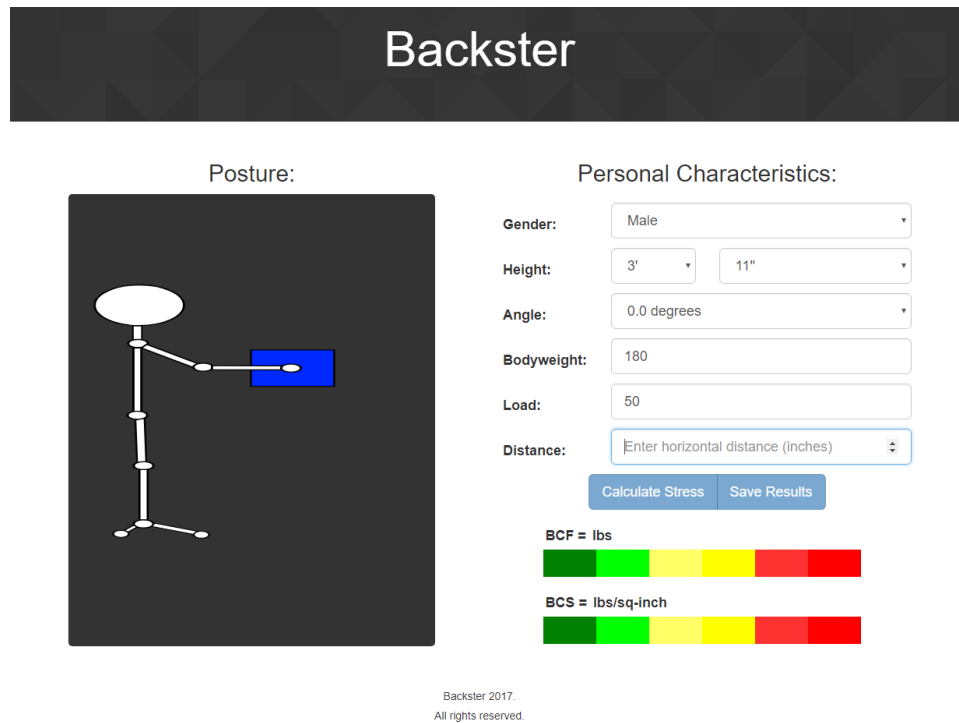 Backster
Posture:
Personal Characteristics:
Gender: Male
Height: 3' 11"
Angle: 0.0 degrees
Bodyweight: 180
Load: 50
Distance: Enter horizontal distance (inches)
Calculate Stress Save Results
BCF = lbs
BCS = lbs/sq-inch
Backster 2017.
All rights reserved.